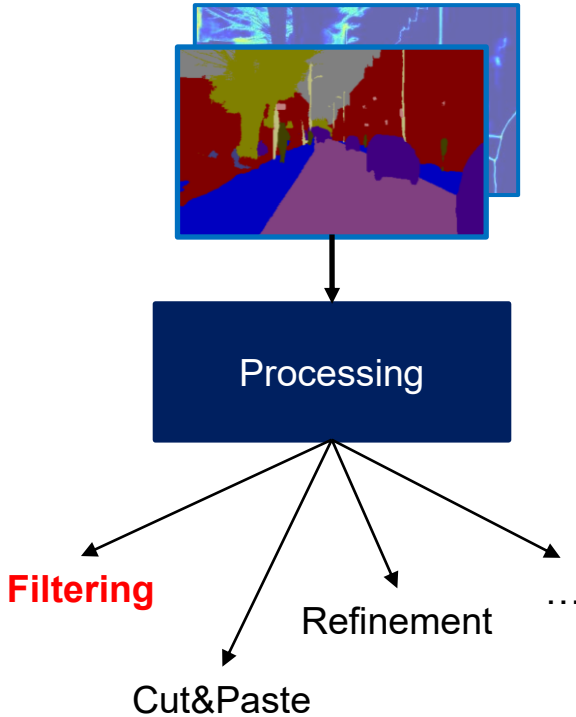 Processing
Filtering
…
Refinement
Cut&Paste